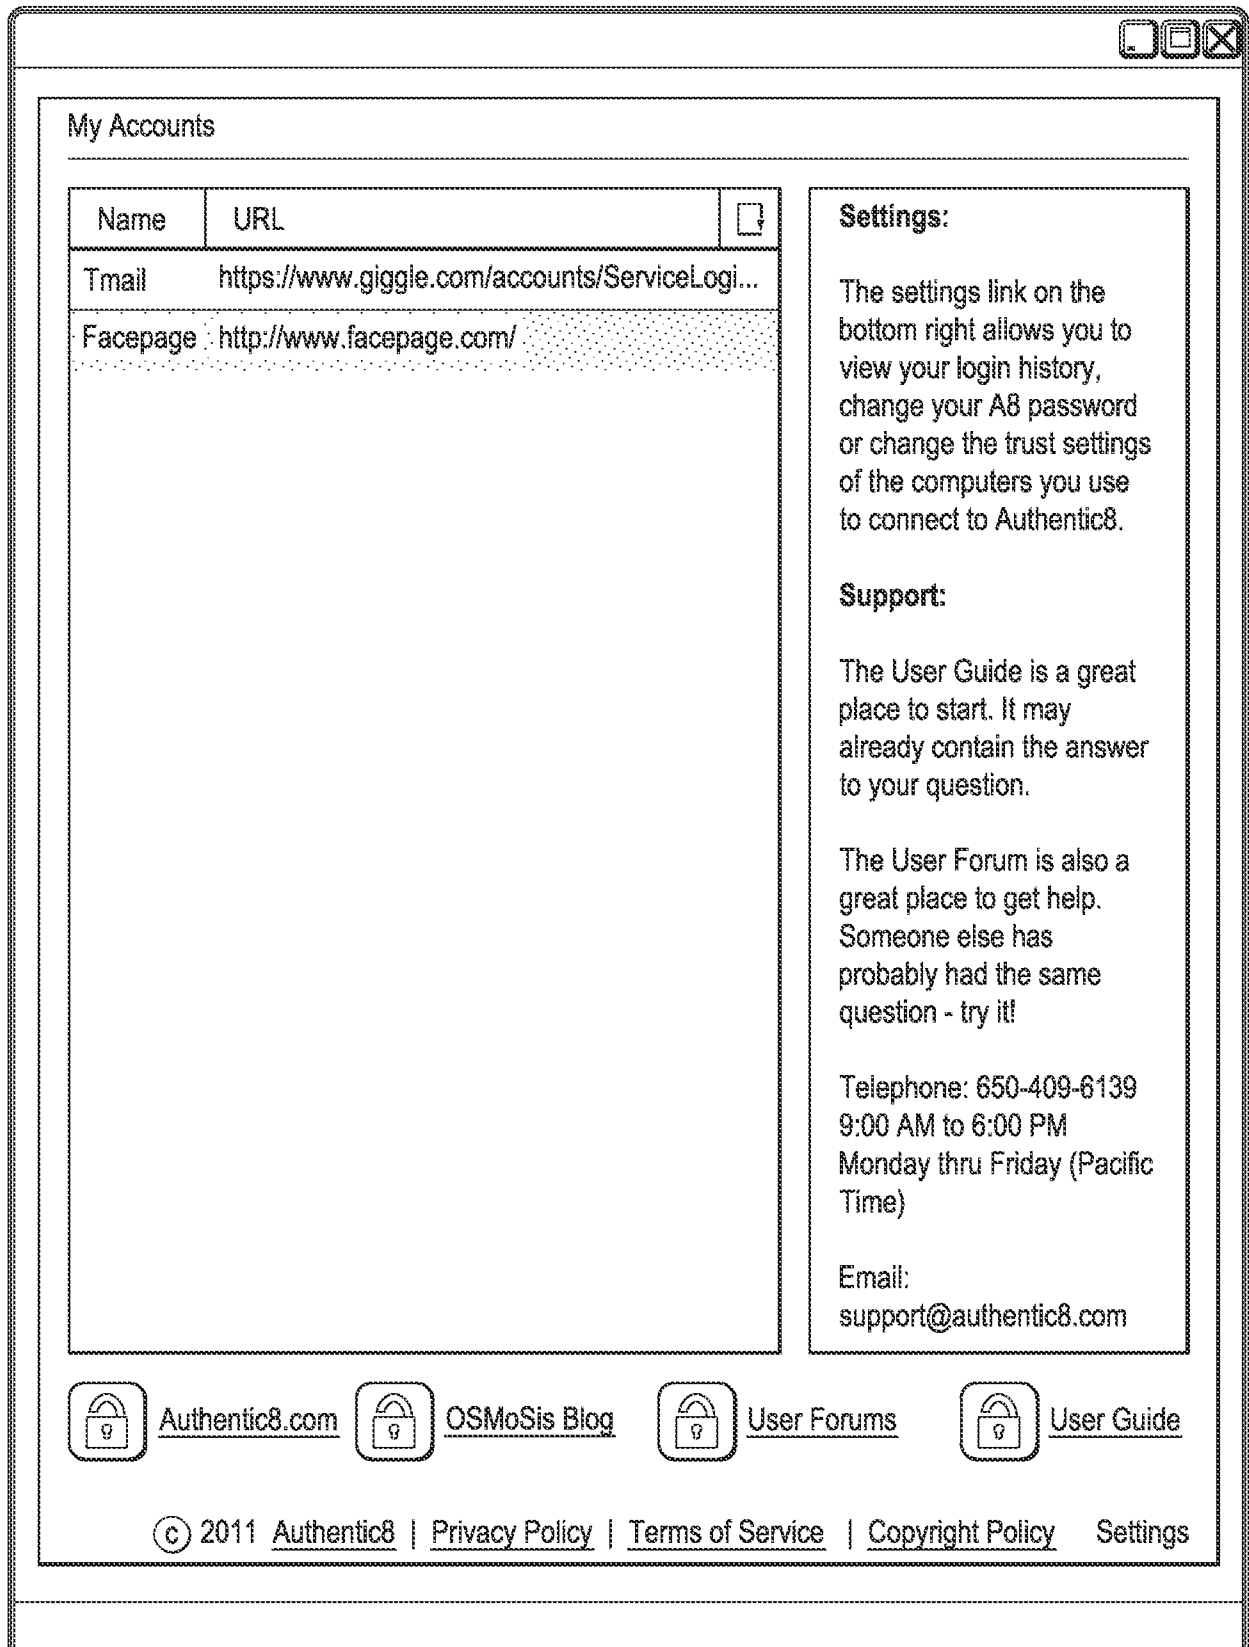 My Accounts
Name URL
Tmail https://www.giggle.com/accounts/ServiceLogi...
Facepage http://www.facepage.com/
Settings:
The settings link on the
bottom right allows you to
view your login history,
change your A8 password
or change the trust settings
of the computers you use
to connect to Authentic8.
Support:
The User Guide is a great
place to start. It may
already contain the answer
to your question.
The User Forum is also a
great place to get help.
Someone else has
probably had the same
question - try it!
Telephone: 650-409-6139
9:00 AM to 6:00 PM
Monday thru Friday (Pacific
Time)
Email:
support@authentic8.com
Authentic8.com OSMoSis Blog User Forums User Guide
© 2011 Authentic8 | Privacy Policy | Terms of Service | Copyright Policy Settings